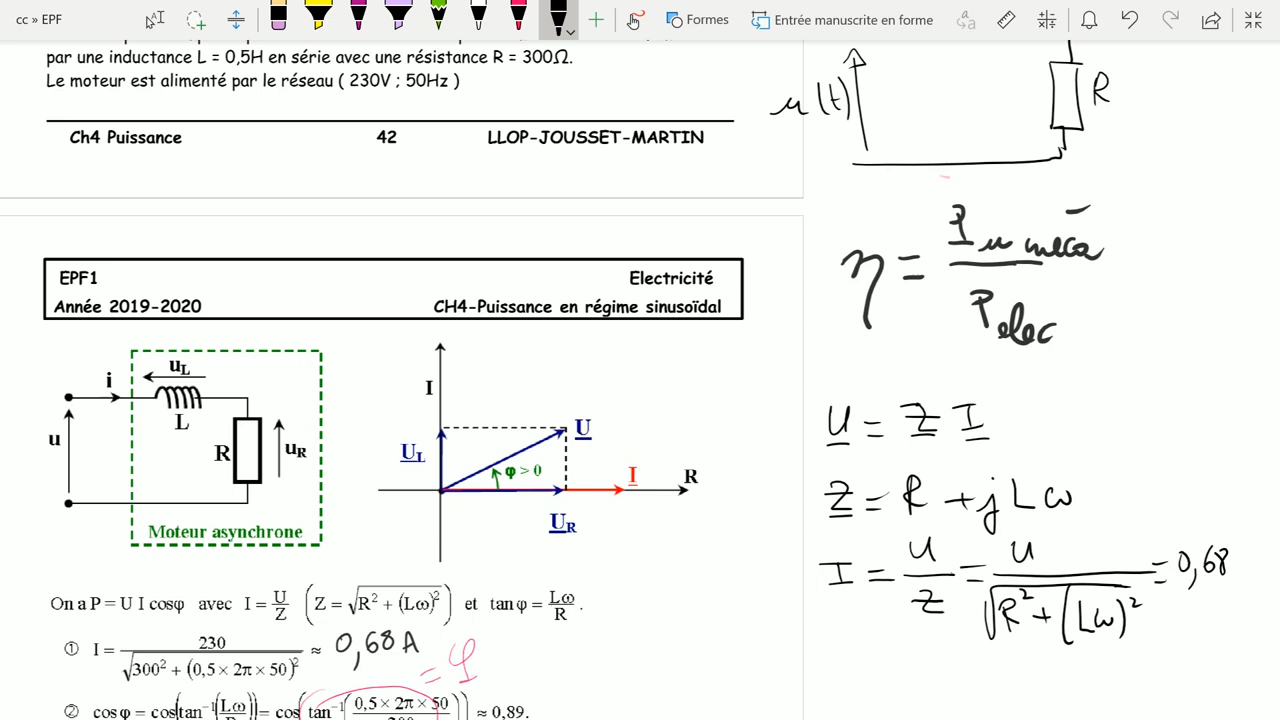 cc » EPF
Formes
Entrée manuscrite en forme
par une inductance L = 0,5H en série avec une résistance R = 300Ω.
Le moteur est alimenté par le réseau ( 230V ; 50Hz )
Ch4 Puissance 42 LLOP-JOUSSET-MARTIN
EPF1 Electricité
Année 2019-2020 CH4-Puissance en régime sinusoïdal
i uL
L
u R uR
Moteur asynchrone
I
UL U
φ > 0
I R
UR
On a P = U I cosφ avec I = U/Z (Z = √(R² + (Lω)²)) et tan φ = Lω/R .
① I = 230/√(300² + (0,5 × 2π × 50)²) ≈ 0,68A
= φ
② cos φ = cos(tan⁻¹(Lω/R)) = cos(tan⁻¹(0,5 × 2π × 50/300)) ≈ 0,89.
u(t) R
η = Pu méca / Pelec
U = Z I
Z = R + jLω
I = U/Z = U/√(R² + (Lω)²) = 0,68